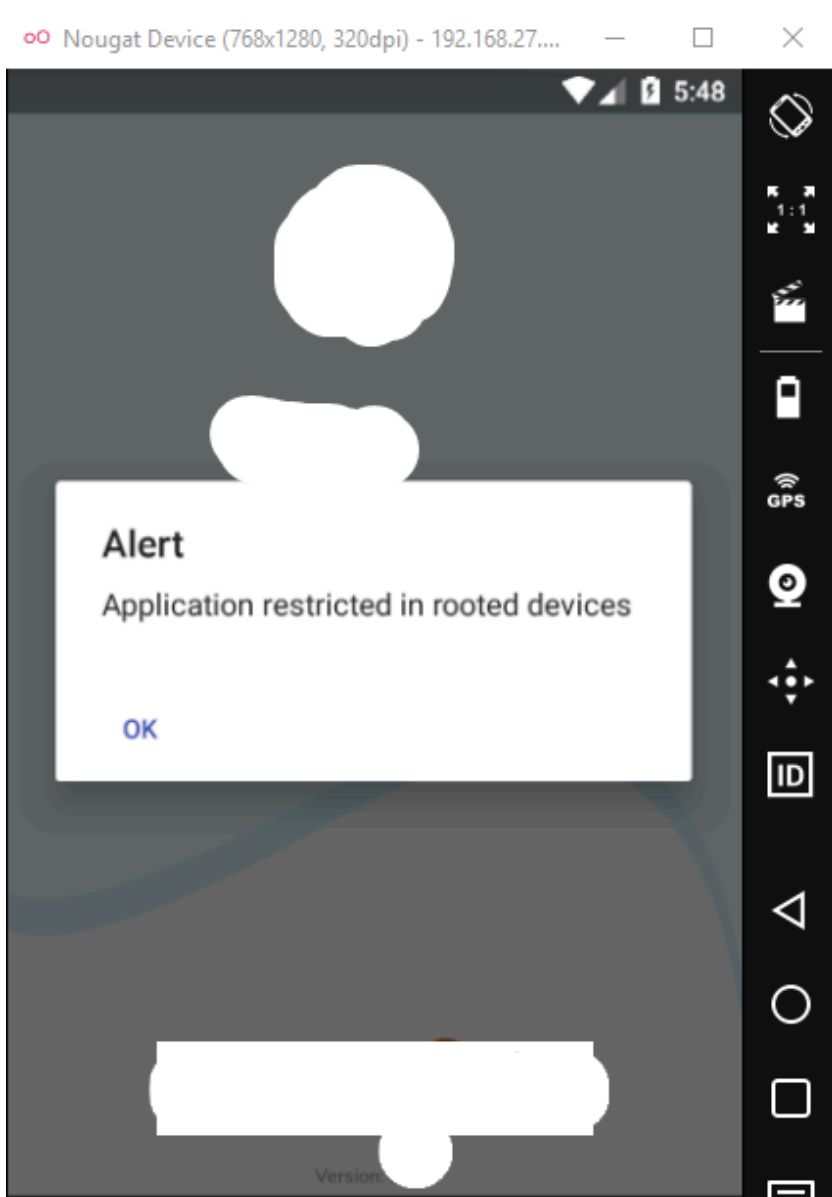 Nougat Device (768x1280, 320dpi) - 192.168.27....
5:48
1:1
GPS
Alert
Application restricted in rooted devices
OK
ID
Version: